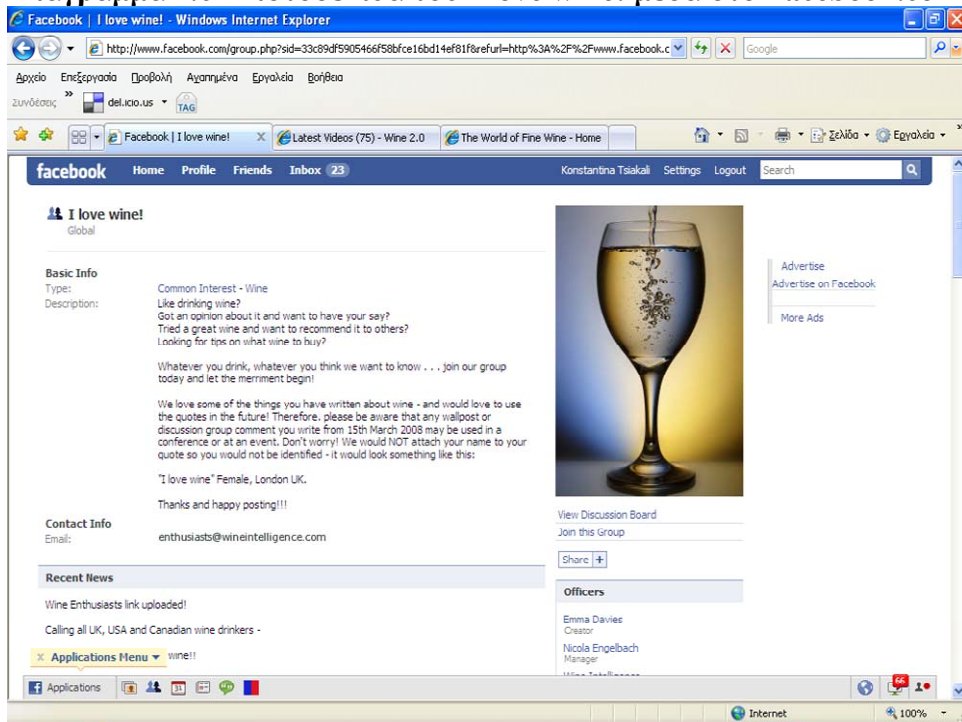 Facebook | I love wine! - Windows Internet Explorer
http://www.facebook.com/group.php?sid=33c89df5905466f58bfce16bd14ef81f&refurl=http%3A%2F%2Fwww.facebook.c
Google
Αρχείο Επεξεργασία Προβολή Αγαπημένα Εργαλεία Βοήθεια
Συνδέσεις » del.icio.us TAG
Facebook | I love wine! X Latest Videos (75) - Wine 2.0 The World of Fine Wine - Home Σελίδα Εργαλεία »
facebook Home Profile Friends Inbox 23 Konstantina Tsiakali Settings Logout Search
I love wine!
Global
Basic Info
Type: Common Interest - Wine
Description: Like drinking wine?
Got an opinion about it and want to have your say?
Tried a great wine and want to recommend it to others?
Looking for tips on what wine to buy?
Whatever you drink, whatever you think we want to know . . . join our group
today and let the merriment begin!
We love some of the things you have written about wine - and would love to use
the quotes in the future! Therefore, please be aware that any wallpost or
discussion group comment you write from 15th March 2008 may be used in a
conference or at an event. Don't worry! We would NOT attach your name to your
quote so you would not be identified - it would look something like this:
"I love wine" Female, London UK.
Thanks and happy posting!!!
Contact Info
Email: enthusiasts@wineintelligence.com
Recent News
Wine Enthusiasts link uploaded!
Calling all UK, USA and Canadian wine drinkers -
wine!!
Advertise
Advertise on Facebook
More Ads
View Discussion Board
Join this Group
Share +
Officers
Emma Davies
Creator
Nicola Engelbach
Manager
Wine Intelligence
x Applications Menu
Applications 31 66 1
Internet 100%